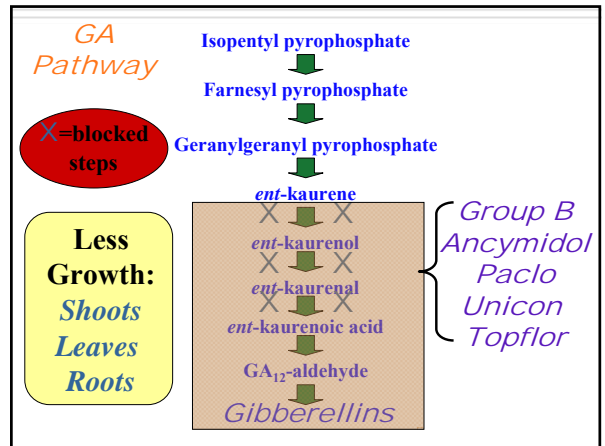 GA
Pathway
Isopentyl pyrophosphate
Farnesyl pyrophosphate
X=blocked
steps
Geranylgeranyl pyrophosphate
ent-kaurene
X X
ent-kaurenol
X X
ent-kaurenal
X X
ent-kaurenoic acid
GA₁₂-aldehyde
Gibberellins
Less
Growth:
Shoots
Leaves
Roots
Group B
Ancymidol
Paclo
Unicon
Topflor